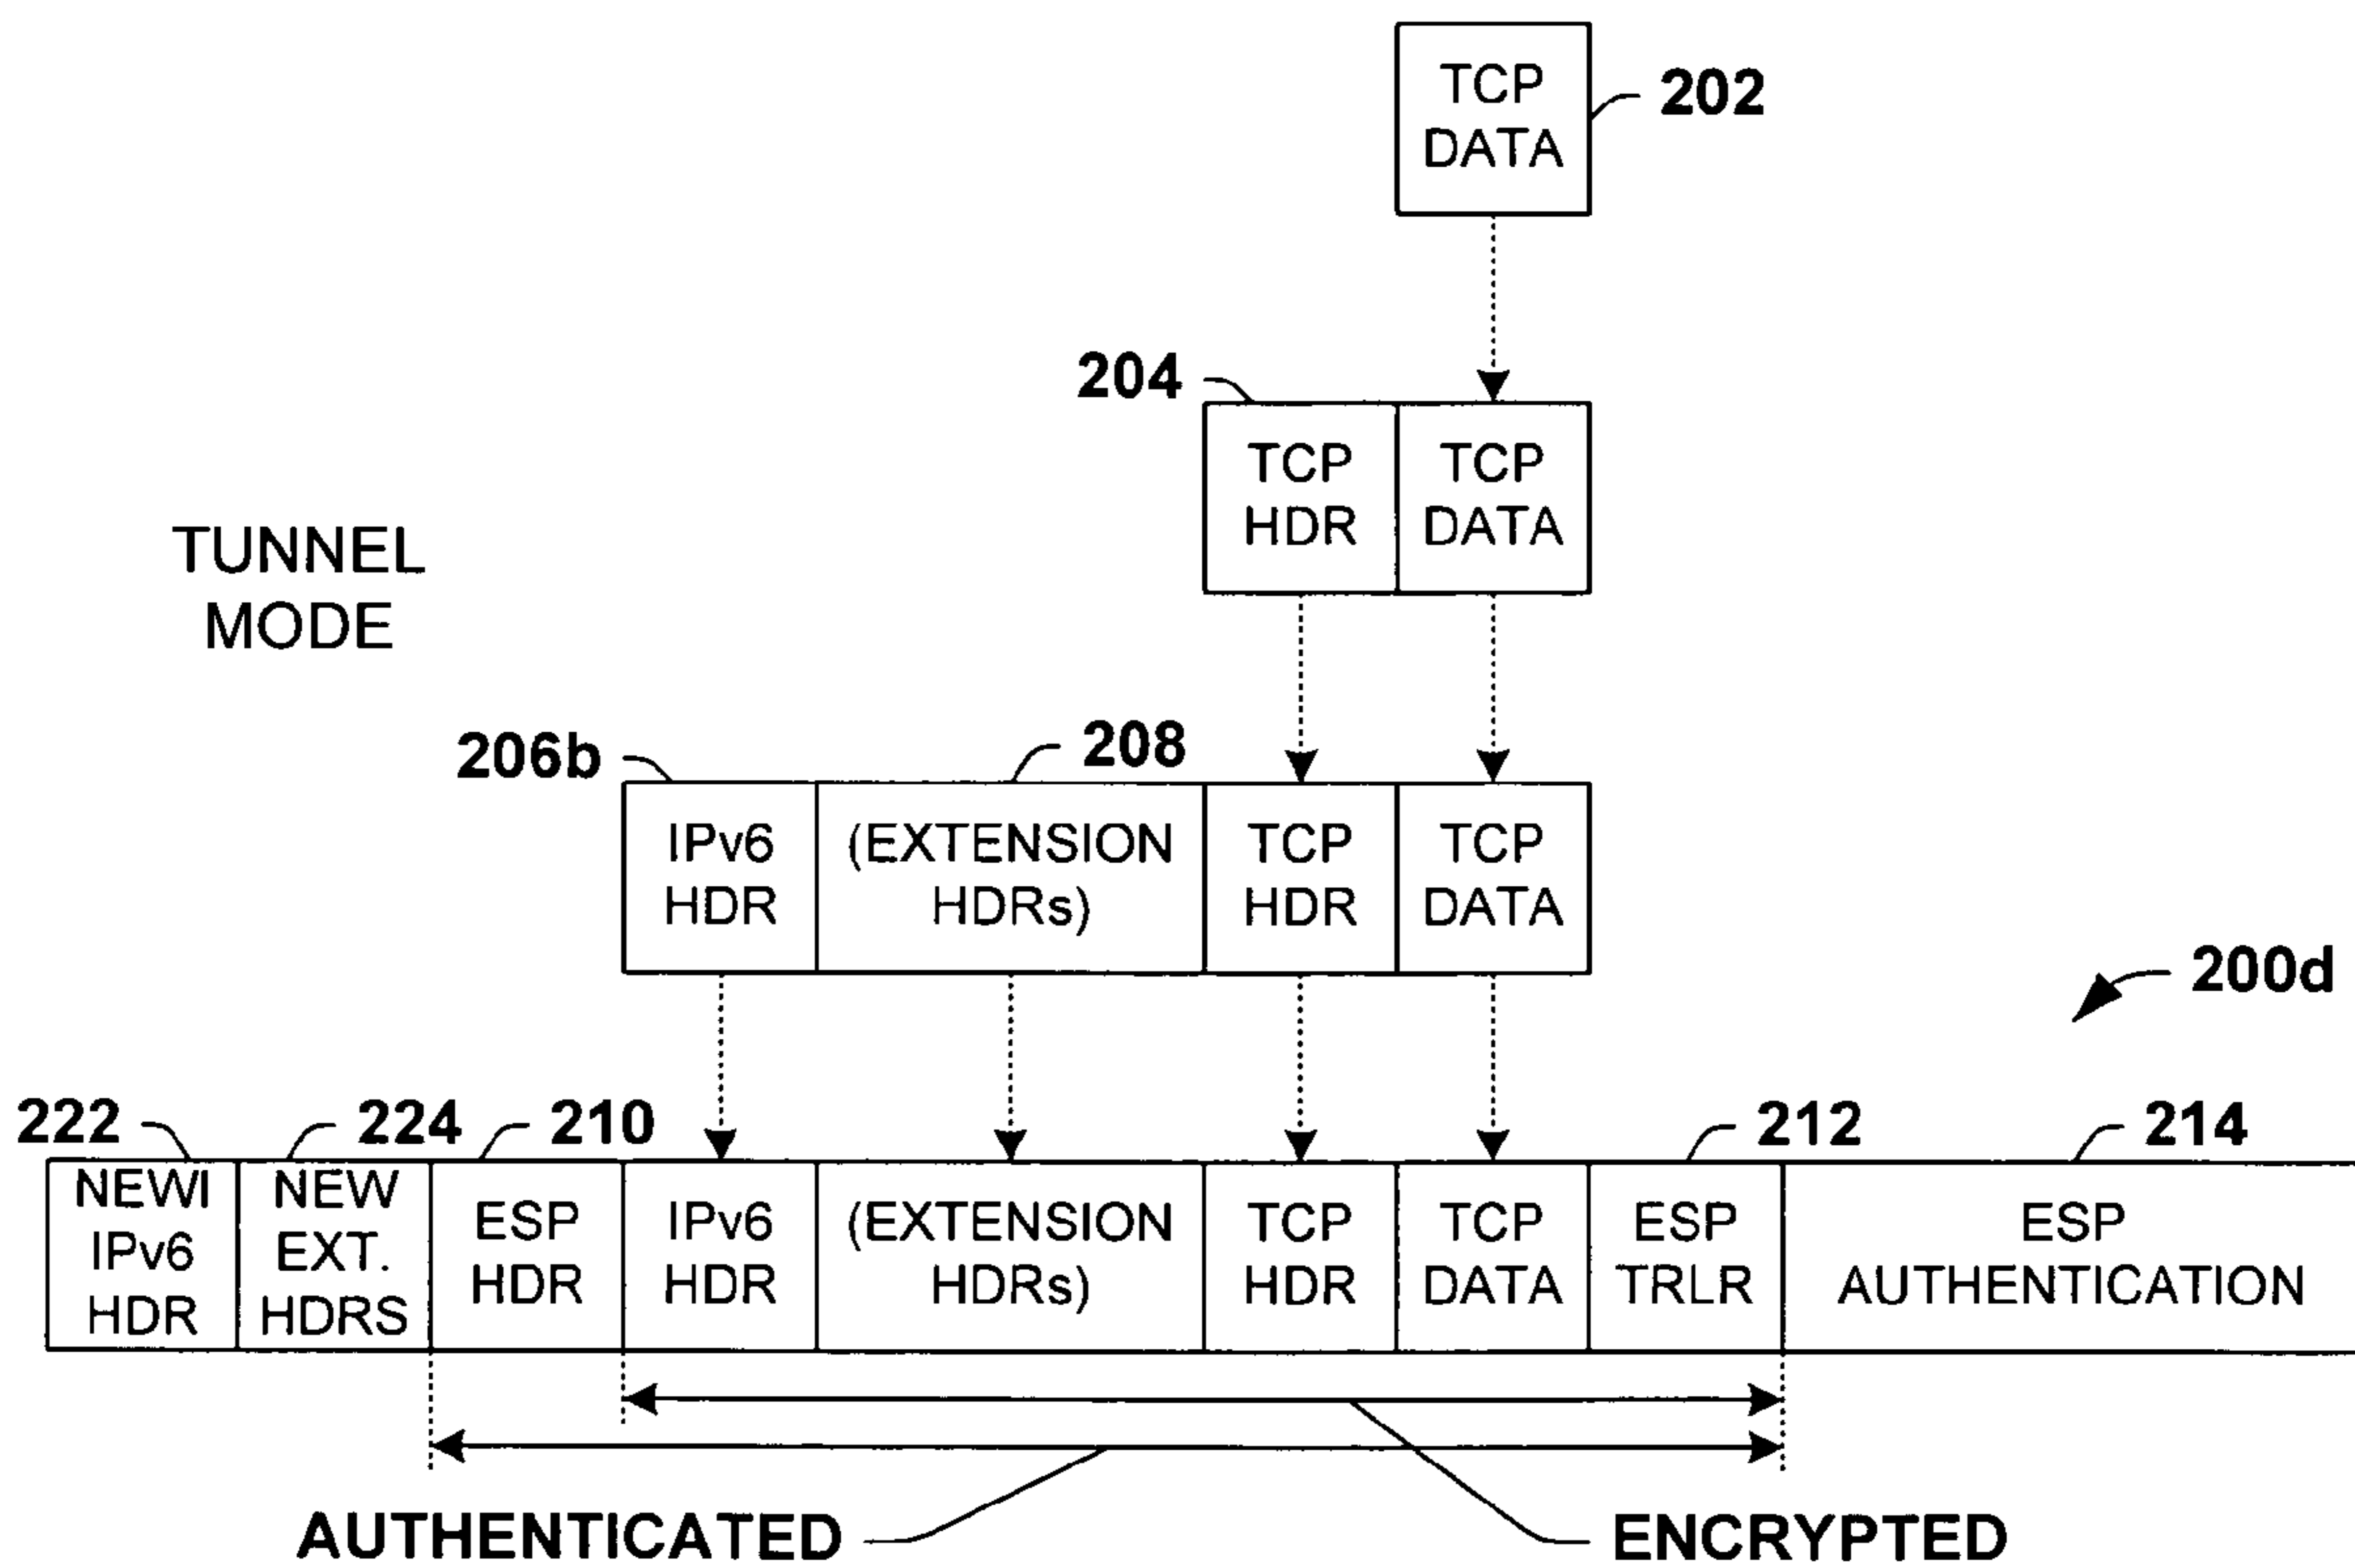 TCP
DATA
202
204
TCP
HDR
TCP
DATA
TUNNEL
MODE
206b
208
IPv6
HDR
(EXTENSION
HDRs)
TCP
HDR
TCP
DATA
200d
222
224
210
212
214
NEWI
IPv6
HDR
NEW
EXT.
HDRS
ESP
HDR
IPv6
HDR
(EXTENSION
HDRs)
TCP
HDR
TCP
DATA
ESP
TRLR
ESP
AUTHENTICATION
AUTHENTICATED
ENCRYPTED